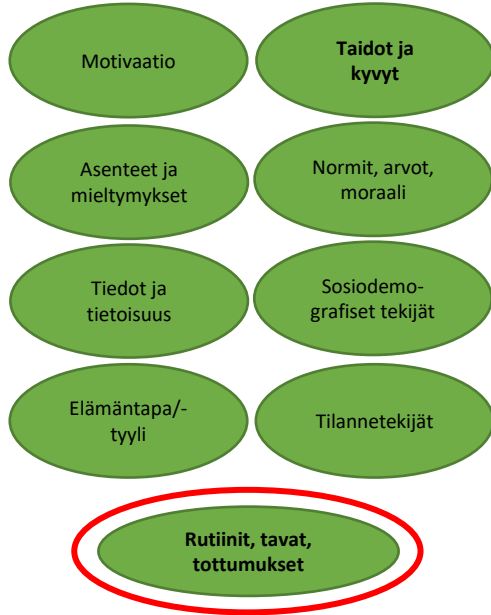 Motivaatio
Taidot ja
kyvyt
Asenteet ja
mieltymykset
Normit, arvot,
moraali
Tiedot ja
tietoisuus
Sosiodemo-
grafiset tekijät
Elämäntapa/-
tyyli
Tilannetekijät
Rutiinit, tavat,
tottumukset